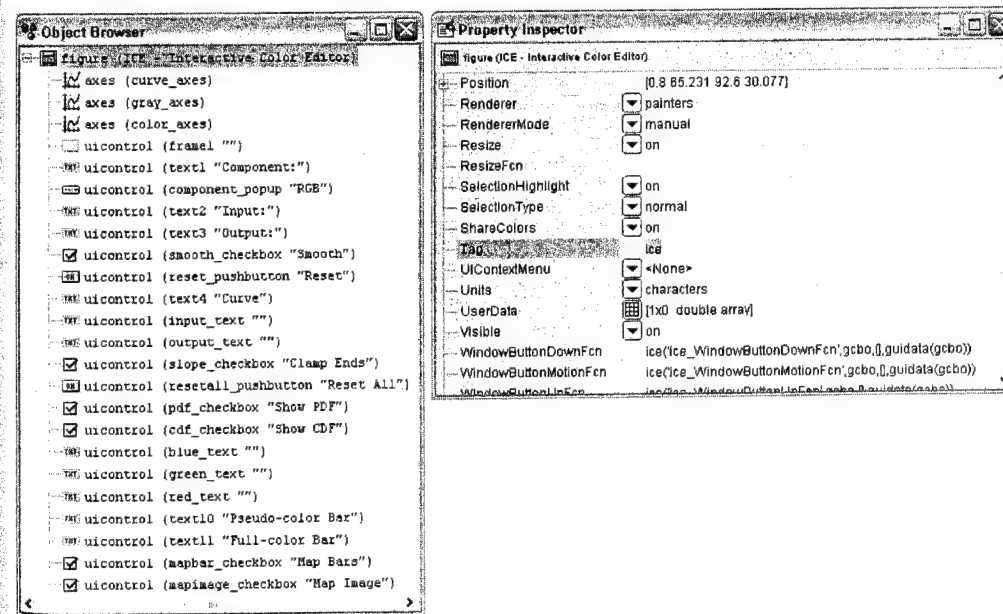 Object Browser
figure (ICE - Interactive Color Editor)
axes (curve_axes)
axes (gray_axes)
axes (color_axes)
uicontrol (frame1 "")
uicontrol (text1 "Component:")
uicontrol (component_popup "RGB")
uicontrol (text2 "Input:")
uicontrol (text3 "Output:")
uicontrol (smooth_checkbox "Smooth")
uicontrol (reset_pushbutton "Reset")
uicontrol (text4 "Curve")
uicontrol (input_text "")
uicontrol (output_text "")
uicontrol (slope_checkbox "Clamp Ends")
uicontrol (resetall_pushbutton "Reset All")
uicontrol (pdf_checkbox "Show PDF")
uicontrol (cdf_checkbox "Show CDF")
uicontrol (blue_text "")
uicontrol (green_text "")
uicontrol (red_text "")
uicontrol (text10 "Pseudo-color Bar")
uicontrol (text11 "Full-color Bar")
uicontrol (mapbar_checkbox "Map Bars")
uicontrol (mapimage_checkbox "Map Image")
Property Inspector
figure (ICE - Interactive Color Editor)
Position [0.8 65.231 92.6 30.077]
Renderer painters
RendererMode manual
Resize on
ResizeFcn
SelectionHighlight on
SelectionType normal
ShareColors on
Tag ice
UIContextMenu <None>
Units characters
UserData [1x0 double array]
Visible on
WindowButtonDownFcn ice('ice_WindowButtonDownFcn',gcbo,[],guidata(gcbo))
WindowButtonMotionFcn ice('ice_WindowButtonMotionFcn',gcbo,[],guidata(gcbo))
WindowButtonUpFcn ice('ice_WindowButtonUpFcn',gcbo,[],guidata(gcbo))